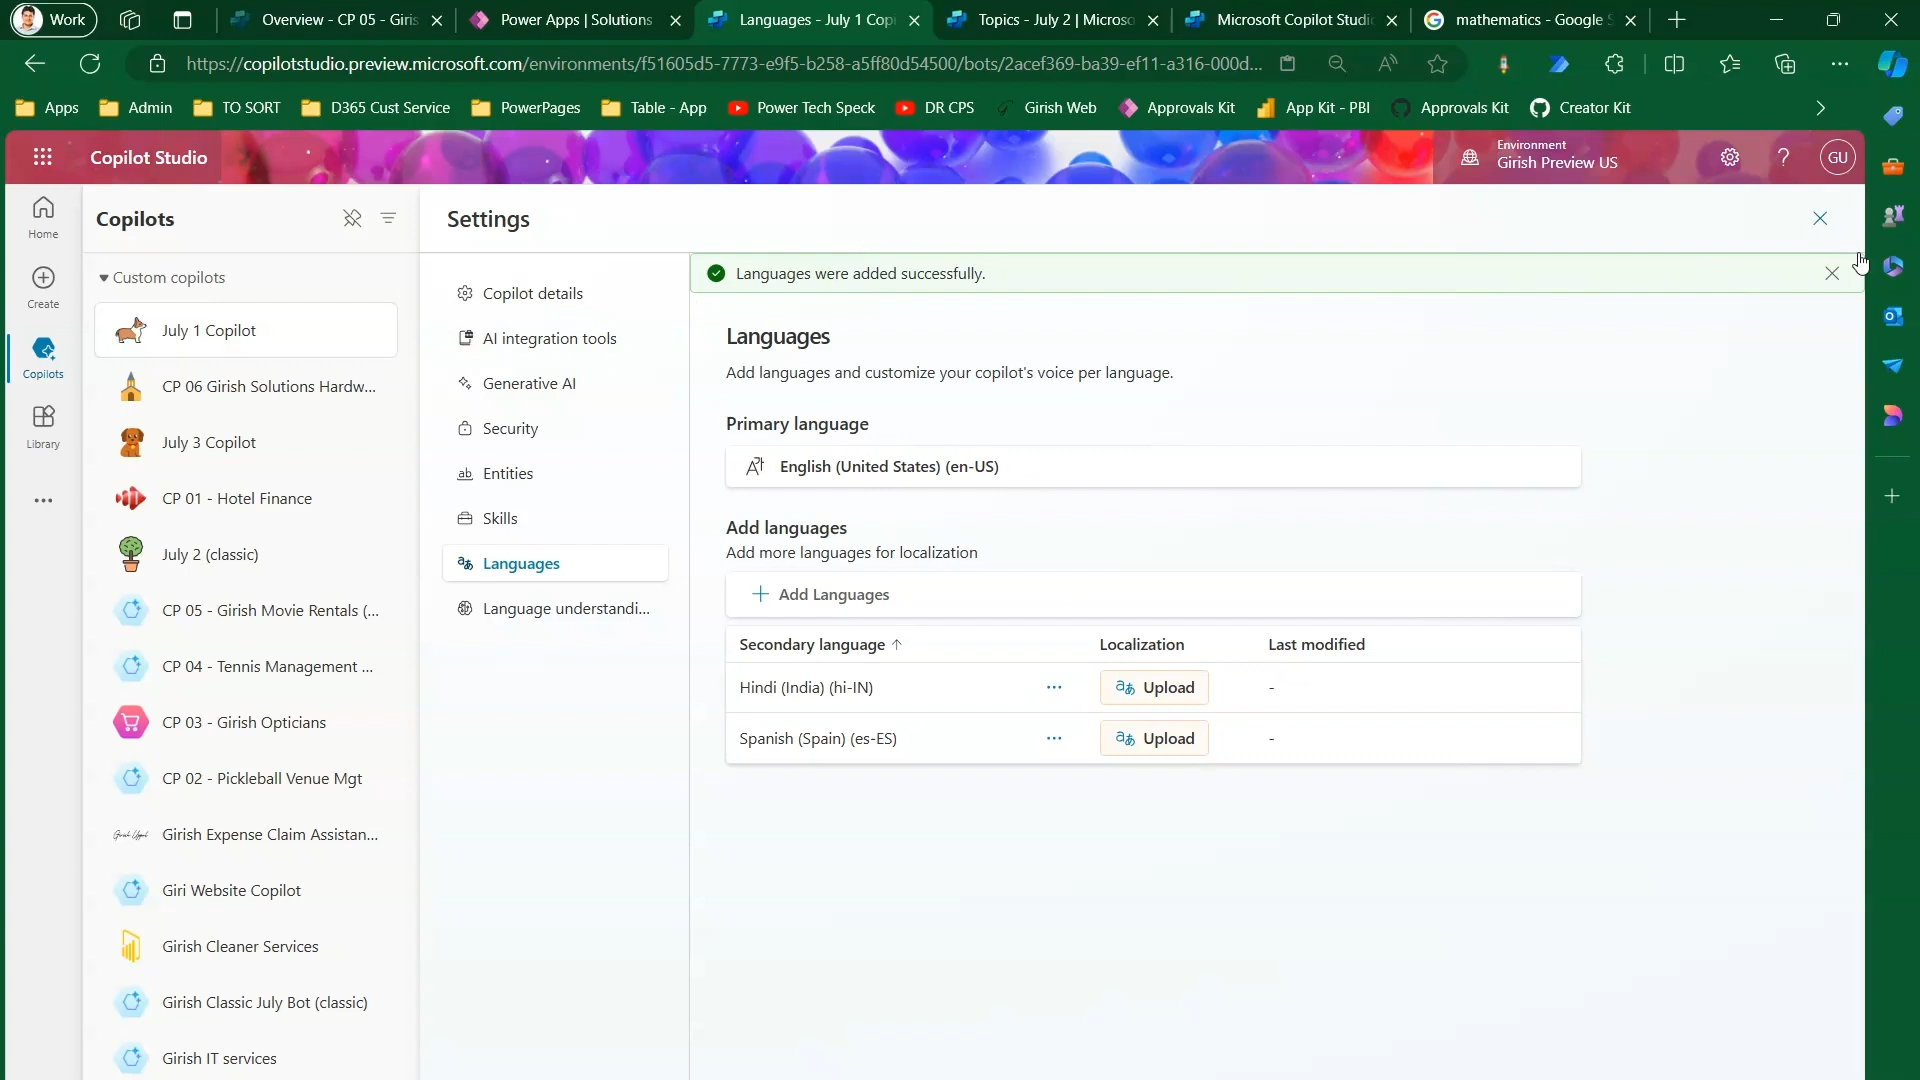 Work
Overview - CP 05 - Giris
Power Apps | Solutions
Languages - July 1 Cop
Topics - July 2 | Microso
Microsoft Copilot Studio
mathematics - Google S
https://copilotstudio.preview.microsoft.com/environments/f51605d5-7773-e9f5-b258-a5ff80d54500/bots/2acef369-ba39-ef11-a316-000d...
Apps
Admin
TO SORT
D365 Cust Service
PowerPages
Table - App
Power Tech Speck
DR CPS
Girish Web
Approvals Kit
App Kit - PBI
Approvals Kit
Creator Kit
Copilot Studio
Environment
Girish Preview US
?
GU
Home
Create
Copilots
Library
Copilots
Custom copilots
July 1 Copilot
CP 06 Girish Solutions Hardw...
July 3 Copilot
CP 01 - Hotel Finance
July 2 (classic)
CP 05 - Girish Movie Rentals (...
CP 04 - Tennis Management ...
CP 03 - Girish Opticians
CP 02 - Pickleball Venue Mgt
Girish Expense Claim Assistan...
Giri Website Copilot
Girish Cleaner Services
Girish Classic July Bot (classic)
Girish IT services
Settings
Copilot details
AI integration tools
Generative AI
Security
Entities
Skills
Languages
Language understandi...
Languages were added successfully.
Languages
Add languages and customize your copilot's voice per language.
Primary language
English (United States) (en-US)
Add languages
Add more languages for localization
Add Languages
Secondary language ↑ Localization Last modified
Hindi (India) (hi-IN) ... Upload -
Spanish (Spain) (es-ES) ... Upload -